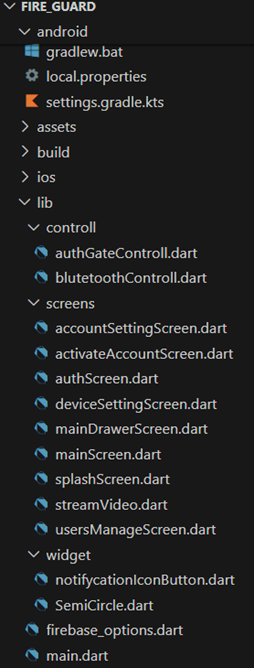 FIRE_GUARD
android
gradlew.bat
local.properties
settings.gradle.kts
assets
build
ios
lib
controll
authGateControll.dart
blutetoothControll.dart
screens
accountSettingScreen.dart
activateAccountScreen.dart
authScreen.dart
deviceSettingScreen.dart
mainDrawerScreen.dart
mainScreen.dart
splashScreen.dart
streamVideo.dart
usersManageScreen.dart
widget
notifycationIconButton.dart
SemiCircle.dart
firebase_options.dart
main.dart